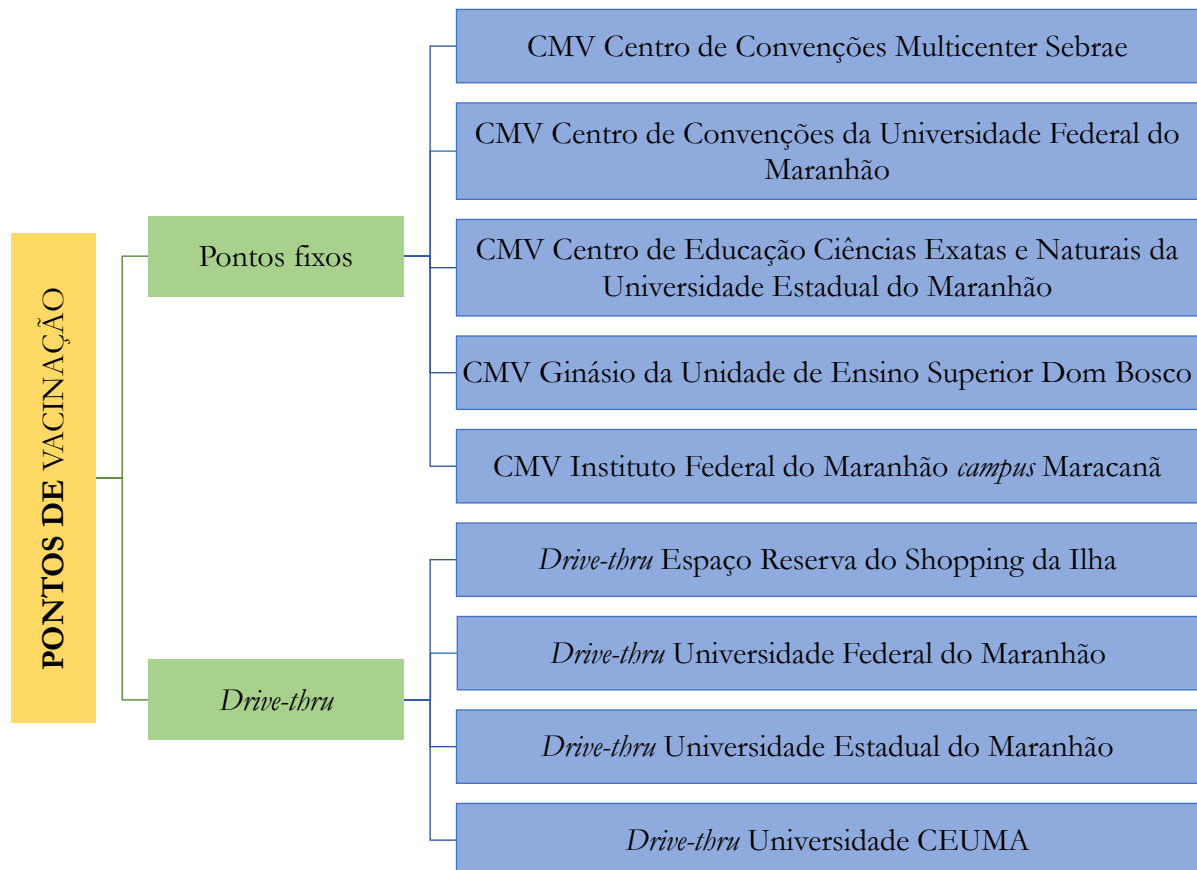 PONTOS DE VACINAÇÃO
Pontos fixos
CMV Centro de Convenções Multicenter Sebrae
CMV Centro de Convenções da Universidade Federal do
Maranhão
CMV Centro de Educação Ciências Exatas e Naturais da
Universidade Estadual do Maranhão
CMV Ginásio da Unidade de Ensino Superior Dom Bosco
CMV Instituto Federal do Maranhão campus Maracanã
Drive-thru
Drive-thru Espaço Reserva do Shopping da Ilha
Drive-thru Universidade Federal do Maranhão
Drive-thru Universidade Estadual do Maranhão
Drive-thru Universidade CEUMA